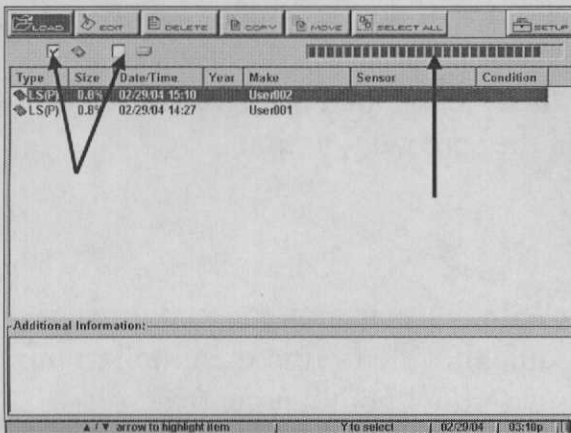 LOAD EDIT DELETE COPY MOVE SELECT ALL SETUP
Type Size Date/Time Year Make Sensor Condition
LS(P) 0.8% 02/29/04 15:10 User002
LS(P) 0.8% 02/29/04 14:27 User001
Additional Information:
▲ / ▼ arrow to highlight item Y to select 02/29/04 03:10p